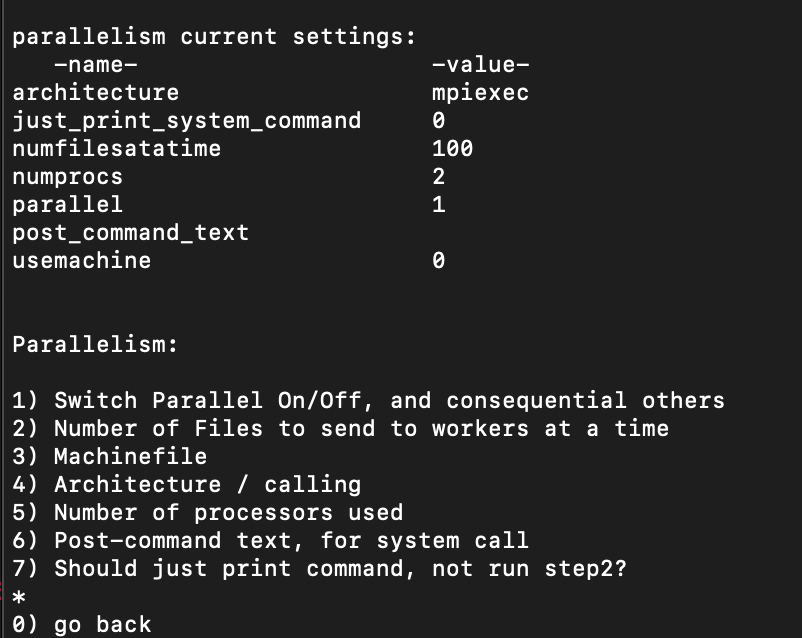 parallelism current settings:
-name- -value-
architecture mpiexec
just_print_system_command 0
numfilesatatime 100
numprocs 2
parallel 1
post_command_text
usemachine 0
Parallelism:
1) Switch Parallel On/Off, and consequential others
2) Number of Files to send to workers at a time
3) Machinefile
4) Architecture / calling
5) Number of processors used
6) Post-command text, for system call
7) Should just print command, not run step2?
*
0) go back